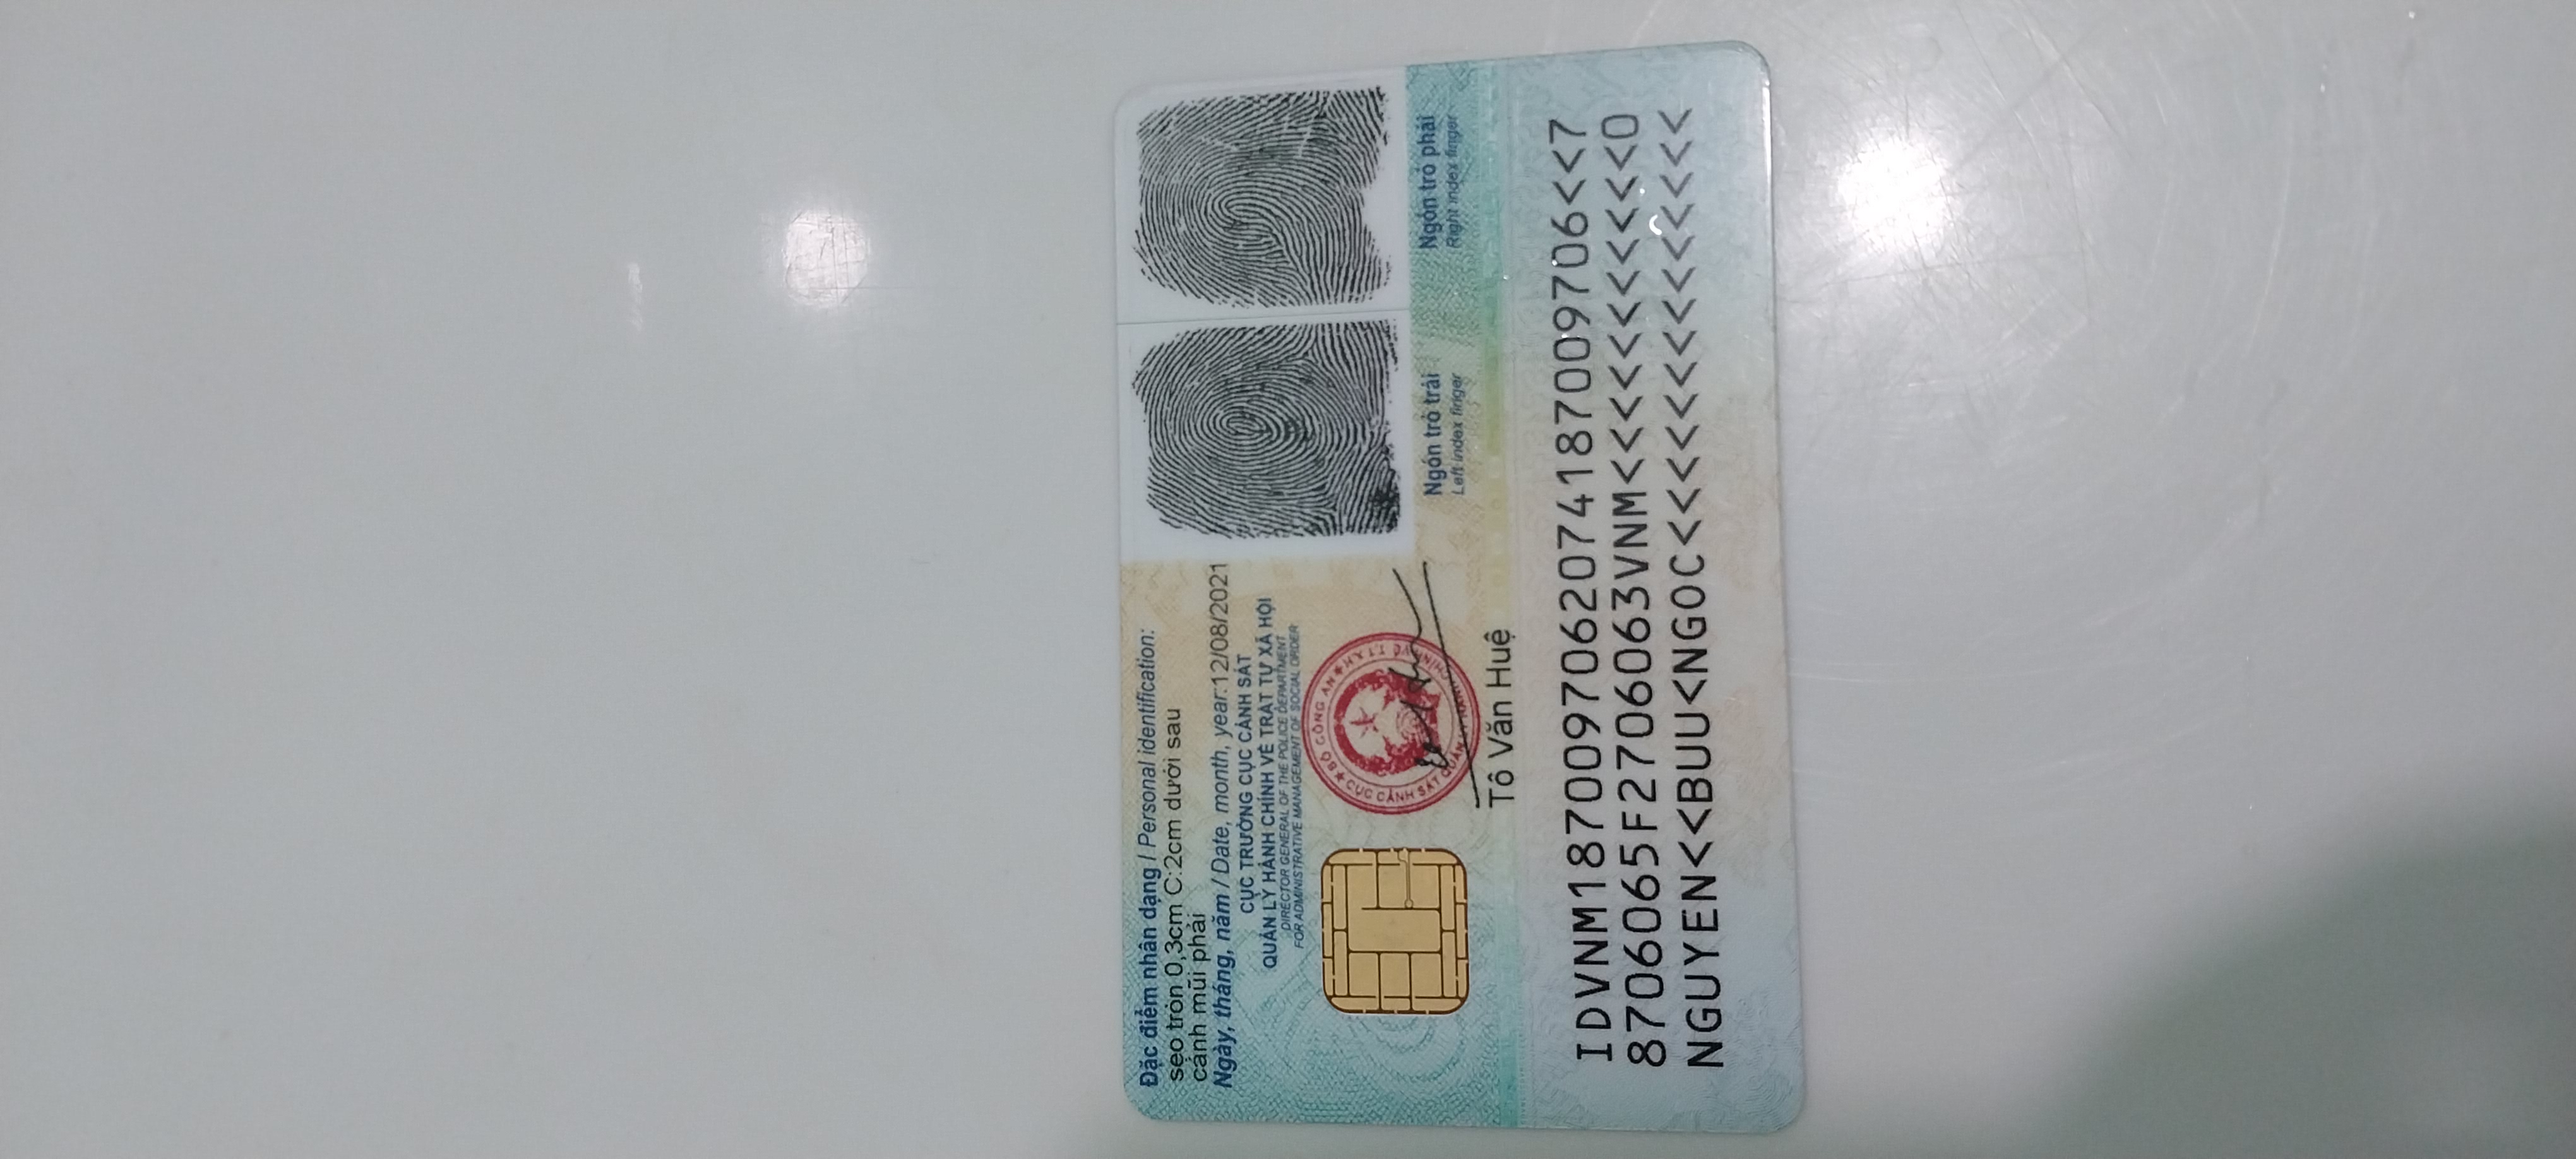 Đặc điểm nhân dạng / Personal identification:
sẹo tròn 0,3cm C:2cm dưới sau
cánh mũi phải
Ngày, tháng, năm / Date, month, year:12/08/2021
CỤC TRƯỞNG CỤC CẢNH SÁT
QUẢN LÝ HÀNH CHÍNH VỀ TRẬT TỰ XÃ HỘI
DIRECTOR GENERAL OF THE POLICE DEPARTMENT
FOR ADMINISTRATIVE MANAGEMENT OF SOCIAL ORDER
BỘ CÔNG AN
CỤC CẢNH SÁT QUẢN LÝ HÀNH CHÍNH
Tô Văn Huệ
Ngón trỏ trái
Left index finger
Ngón trỏ phải
Right index finger
IDVNM1870097062074187009706<<7
8706065F2706063VNM<<<<<<<<<<<0
NGUYEN<<BUU<NGOC<<<<<<<<<<<<<<